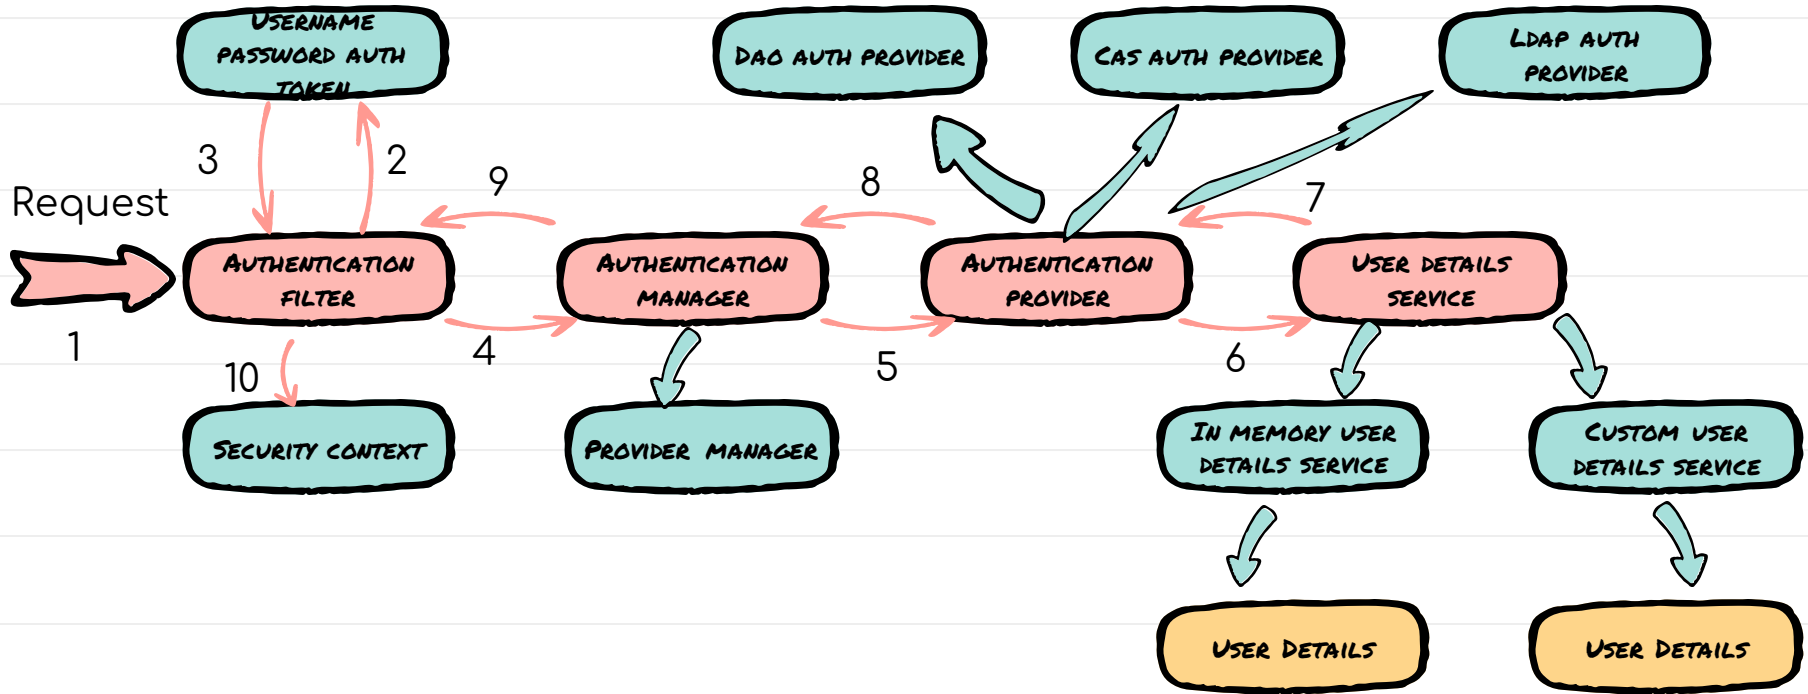 Username
password auth
token
Dao auth provider
Cas auth provider
Ldap auth
provider
3
2
9
8
7
Request
Authentication
filter
Authentication
manager
Authentication
provider
User details
service
1
10
4
5
6
Security context
Provider manager
In memory user
details service
Custom user
details service
User Details
User Details